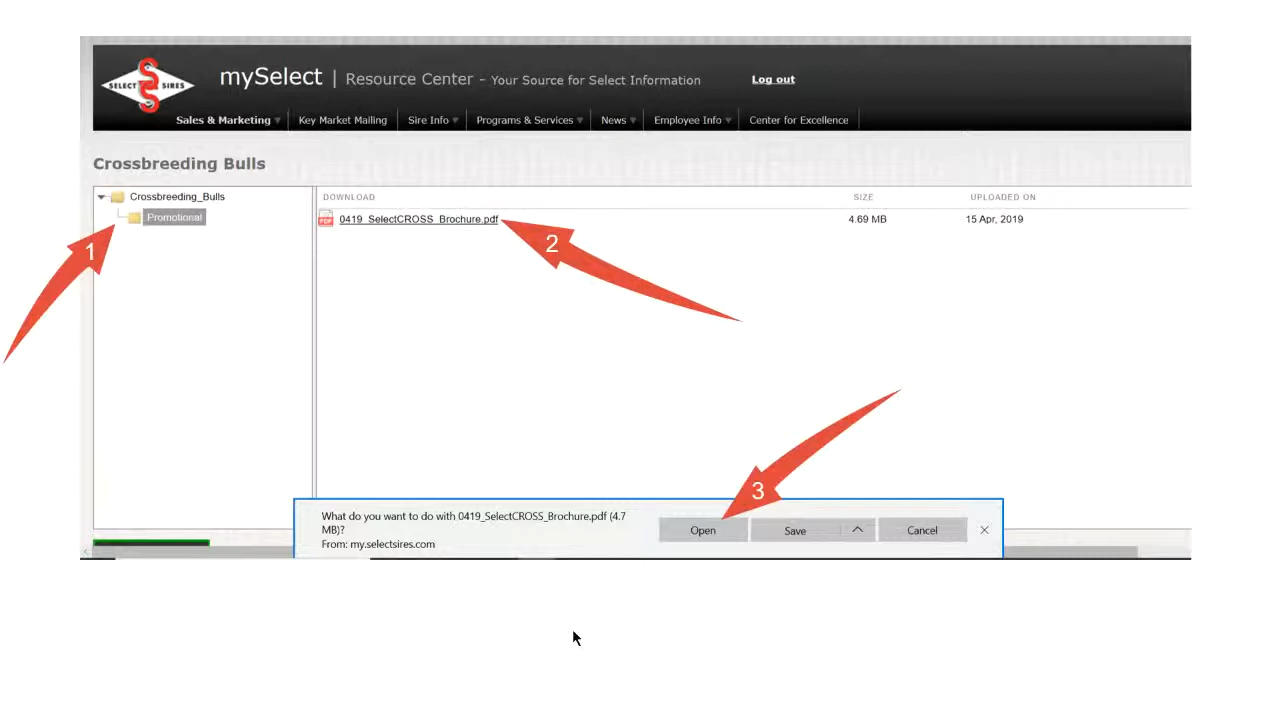 SELECT SIRES
mySelect | Resource Center - Your Source for Select Information
Log out
Sales & Marketing Key Market Mailing Sire Info Programs & Services News Employee Info Center for Excellence
Crossbreeding Bulls
Crossbreeding_Bulls
Promotional
DOWNLOAD SIZE UPLOADED ON
PDF 0419_SelectCROSS_Brochure.pdf 4.69 MB 15 Apr, 2019
1
2
3
What do you want to do with 0419_SelectCROSS_Brochure.pdf (4.7
MB)?
From: my.selectsires.com
Open Save Cancel